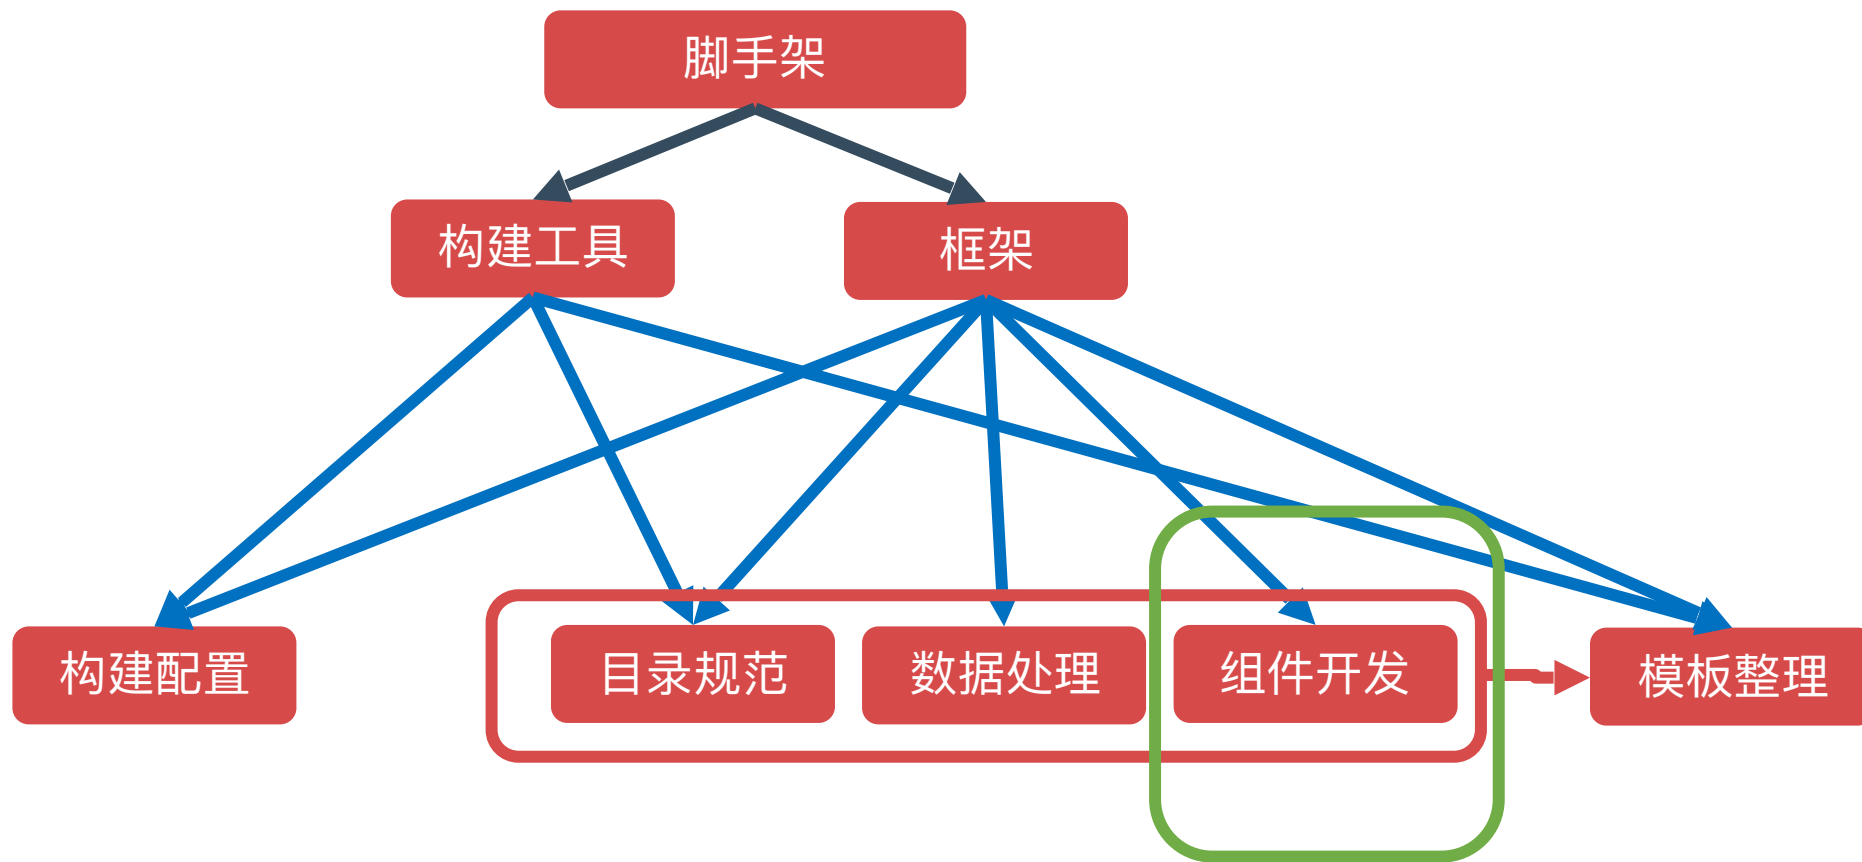 脚手架
构建工具
框架
构建配置
目录规范
数据处理
组件开发
模板整理